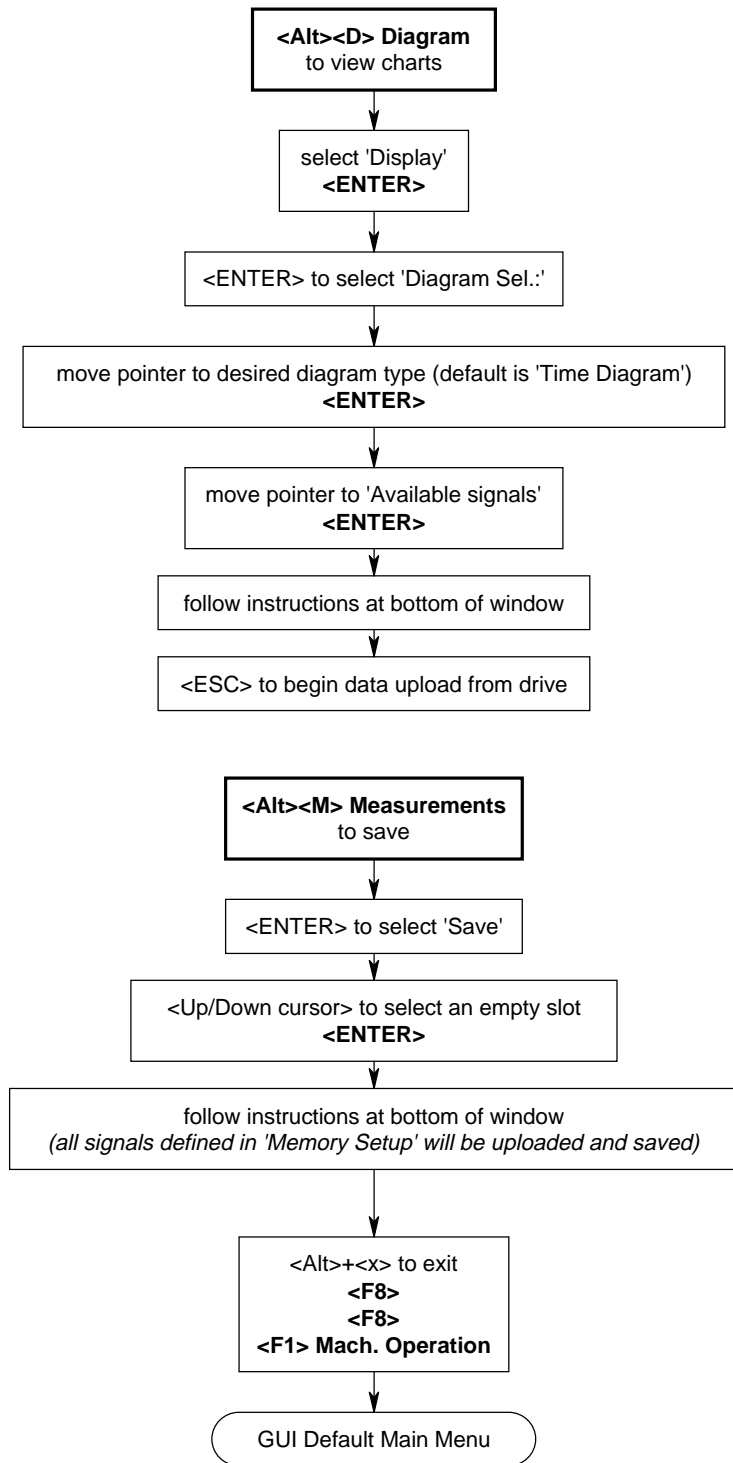 <Alt><D> Diagram
to view charts
select 'Display'
<ENTER>
<ENTER> to select 'Diagram Sel.:'
move pointer to desired diagram type (default is 'Time Diagram')
<ENTER>
move pointer to 'Available signals'
<ENTER>
follow instructions at bottom of window
<ESC> to begin data upload from drive
<Alt><M> Measurements
to save
<ENTER> to select 'Save'
<Up/Down cursor> to select an empty slot
<ENTER>
follow instructions at bottom of window
(all signals defined in 'Memory Setup' will be uploaded and saved)
<Alt>+<x> to exit
<F8>
<F8>
<F1> Mach. Operation
GUI Default Main Menu